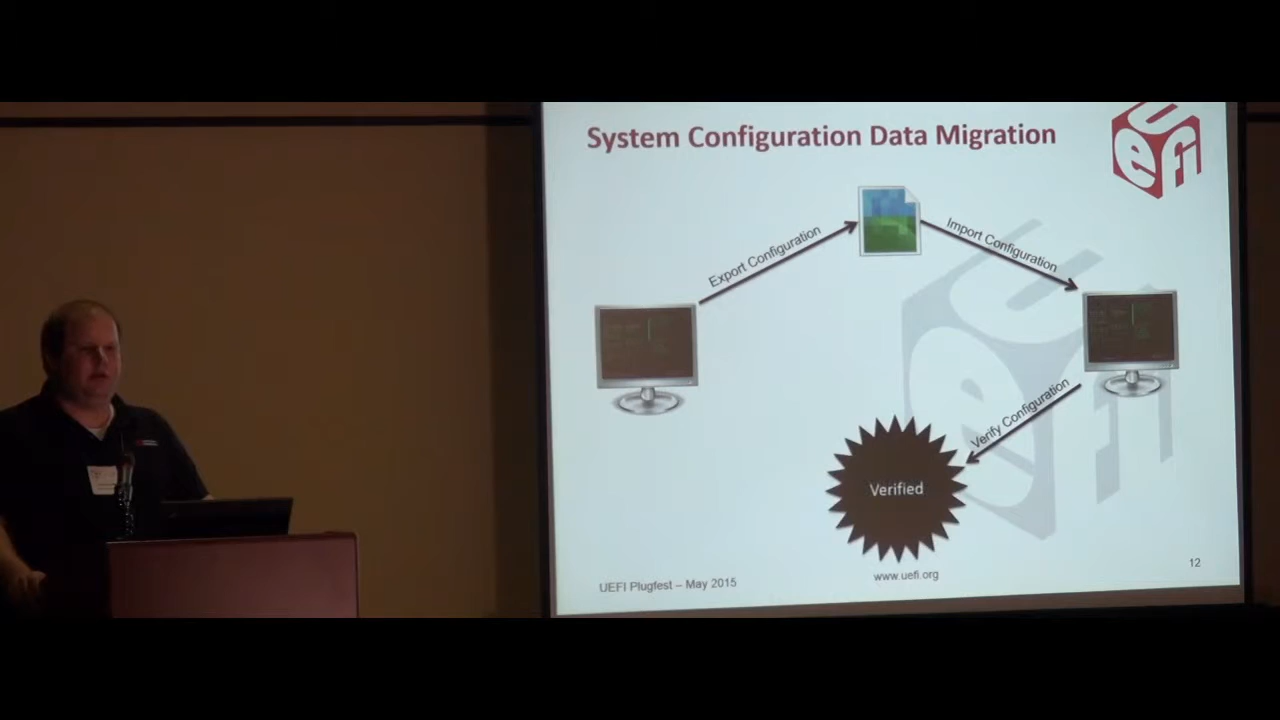 System Configuration Data Migration
uefi
Export Configuration
Import Configuration
Verify Configuration
Verified
UEFI Plugfest – May 2015
www.uefi.org
12